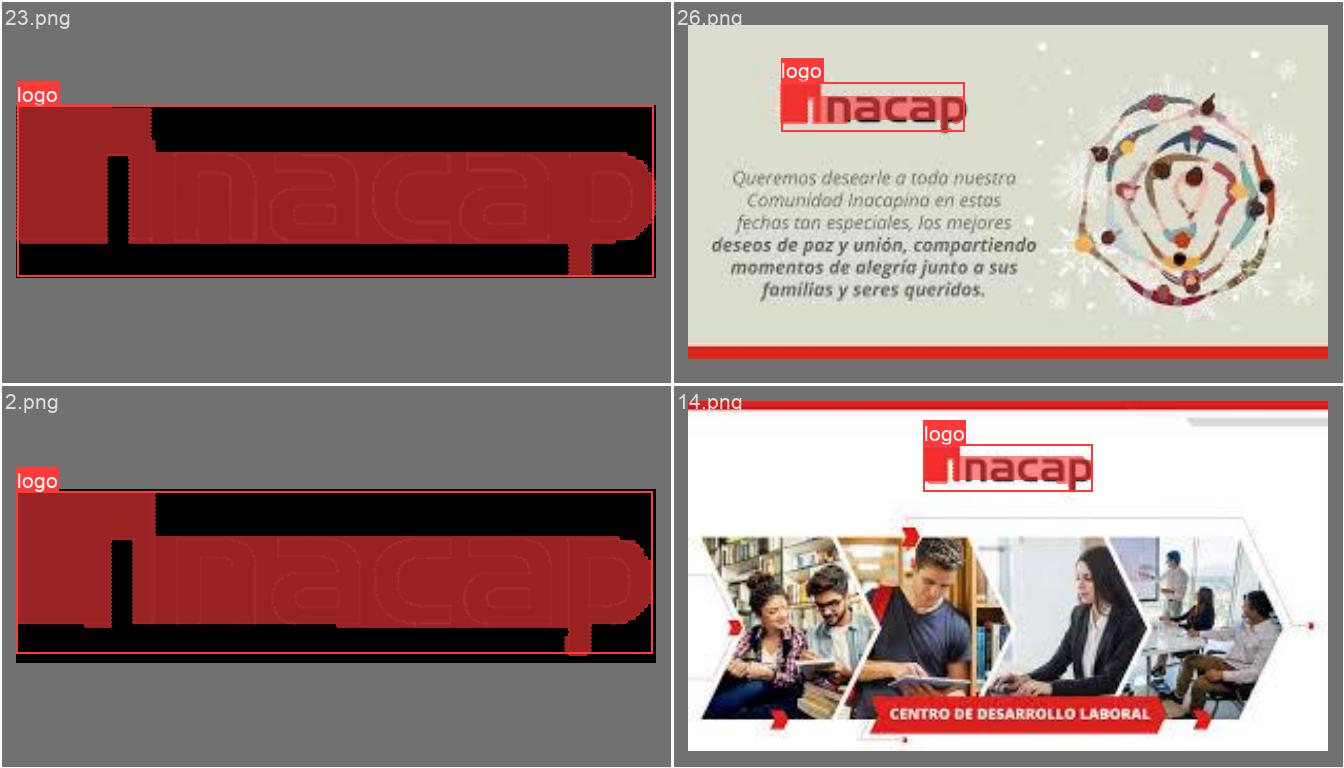 23.png
logo
inacap
26.png
logo
inacap
Queremos desearle a toda nuestra
Comunidad Inacapina en estas
fechas tan especiales, los mejores
deseos de paz y unión, compartiendo
momentos de alegría junto a sus
familias y seres queridos.
2.png
logo
inacap
14.png
logo
inacap
CENTRO DE DESARROLLO LABORAL